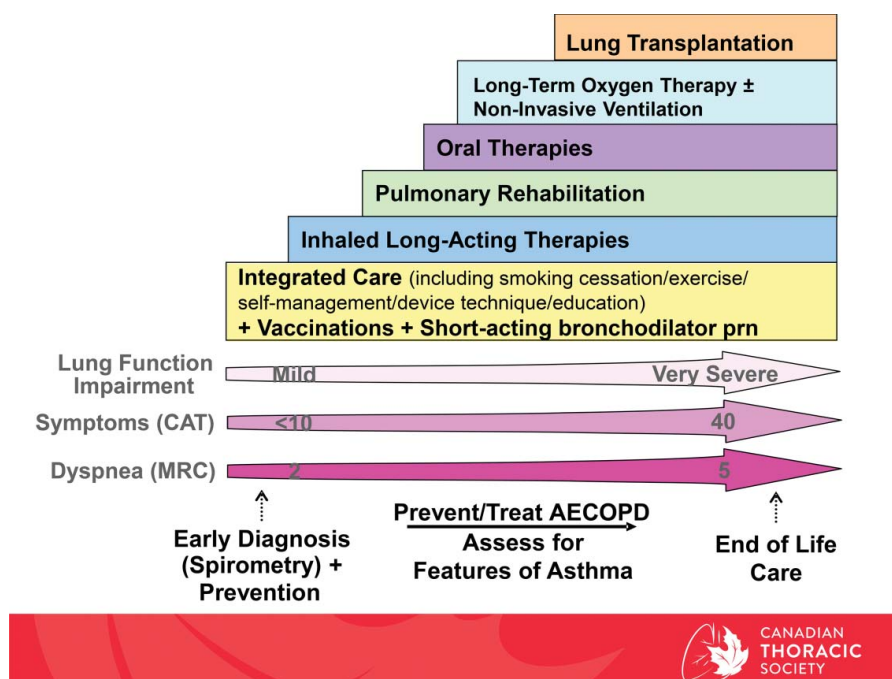 Lung Transplantation
Long-Term Oxygen Therapy ±
Non-Invasive Ventilation
Oral Therapies
Pulmonary Rehabilitation
Inhaled Long-Acting Therapies
Integrated Care (including smoking cessation/exercise/
self-management/device technique/education)
+ Vaccinations + Short-acting bronchodilator prn
Lung Function
Impairment
Mild
Very Severe
Symptoms (CAT)
<10
40
Dyspnea (MRC)
2
5
Early Diagnosis
(Spirometry) +
Prevention
Prevent/Treat AECOPD
Assess for
Features of Asthma
End of Life
Care
CANADIAN
THORACIC
SOCIETY